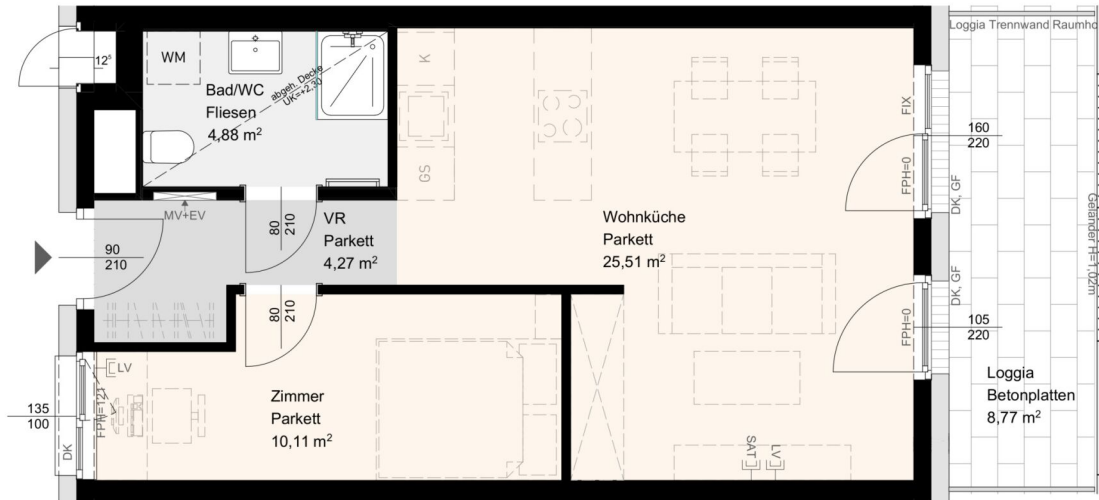 Loggia Trennwand Raumho
12⁵
WM
Bad/WC
Fliesen
4,88 m²
abgeh. Decke
UK=+2,30
K
GS
FIX
160
220
FPH=0
DK, GF
MV+EV
80
210
VR
Parkett
4,27 m²
90
210
Wohnküche
Parkett
25,51 m²
Geländer H=1,02m
80
210
DK, GF
FPH=0
105
220
Loggia
Betonplatten
8,77 m²
LV
FPH=121
135
100
DK
Zimmer
Parkett
10,11 m²
SAT
LV